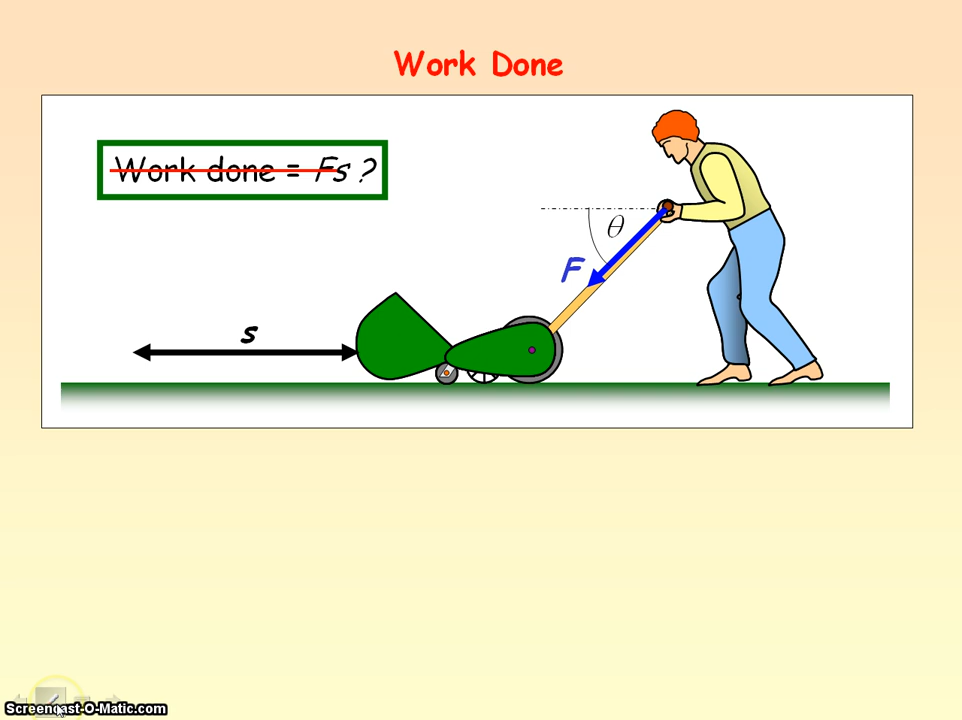 Work Done
Work done = Fs ?
θ
F
s
Screencast-O-Matic.com